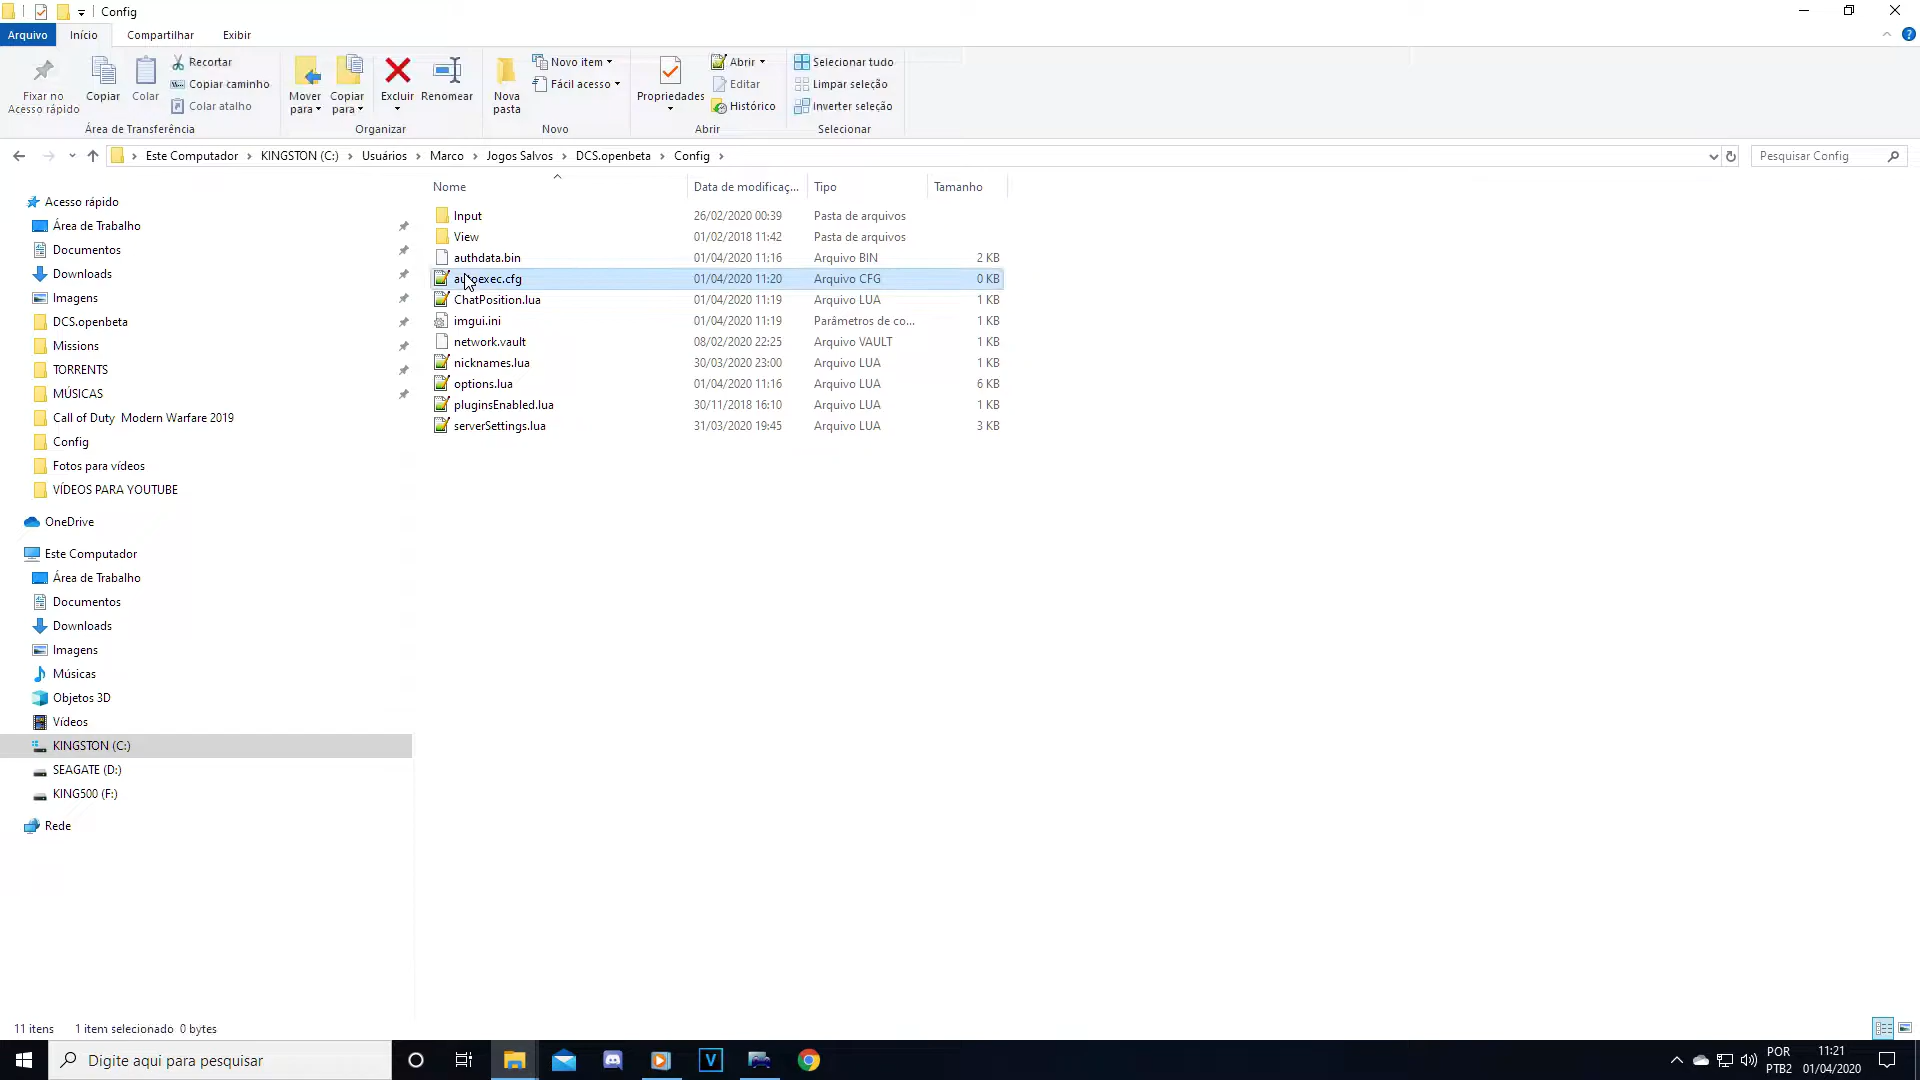 Config
Arquivo Início Compartilhar Exibir
Fixar no Acesso rápido
Copiar
Colar
Recortar
Copiar caminho
Colar atalho
Área de Transferência
Mover para
Copiar para
Excluir
Renomear
Organizar
Nova pasta
Novo item
Fácil acesso
Novo
Propriedades
Abrir
Editar
Histórico
Abrir
Selecionar tudo
Limpar seleção
Inverter seleção
Selecionar
Este Computador > KINGSTON (C:) > Usuários > Marco > Jogos Salvos > DCS.openbeta > Config >
Pesquisar Config
Acesso rápido
Área de Trabalho
Documentos
Downloads
Imagens
DCS.openbeta
Missions
TORRENTS
MÚSICAS
Call of Duty Modern Warfare 2019
Config
Fotos para vídeos
VÍDEOS PARA YOUTUBE
OneDrive
Este Computador
Área de Trabalho
Documentos
Downloads
Imagens
Músicas
Objetos 3D
Vídeos
KINGSTON (C:)
SEAGATE (D:)
KING500 (F:)
Rede
Nome Data de modificaç... Tipo Tamanho
Input 26/02/2020 00:39 Pasta de arquivos
View 01/02/2018 11:42 Pasta de arquivos
authdata.bin 01/04/2020 11:16 Arquivo BIN 2 KB
autoexec.cfg 01/04/2020 11:20 Arquivo CFG 0 KB
ChatPosition.lua 01/04/2020 11:19 Arquivo LUA 1 KB
imgui.ini 01/04/2020 11:19 Parâmetros de co... 1 KB
network.vault 08/02/2020 22:25 Arquivo VAULT 1 KB
nicknames.lua 30/03/2020 23:00 Arquivo LUA 1 KB
options.lua 01/04/2020 11:16 Arquivo LUA 6 KB
pluginsEnabled.lua 30/11/2018 16:10 Arquivo LUA 1 KB
serverSettings.lua 31/03/2020 19:45 Arquivo LUA 3 KB
11 itens 1 item selecionado 0 bytes
Digite aqui para pesquisar
POR
PTB2
11:21
01/04/2020